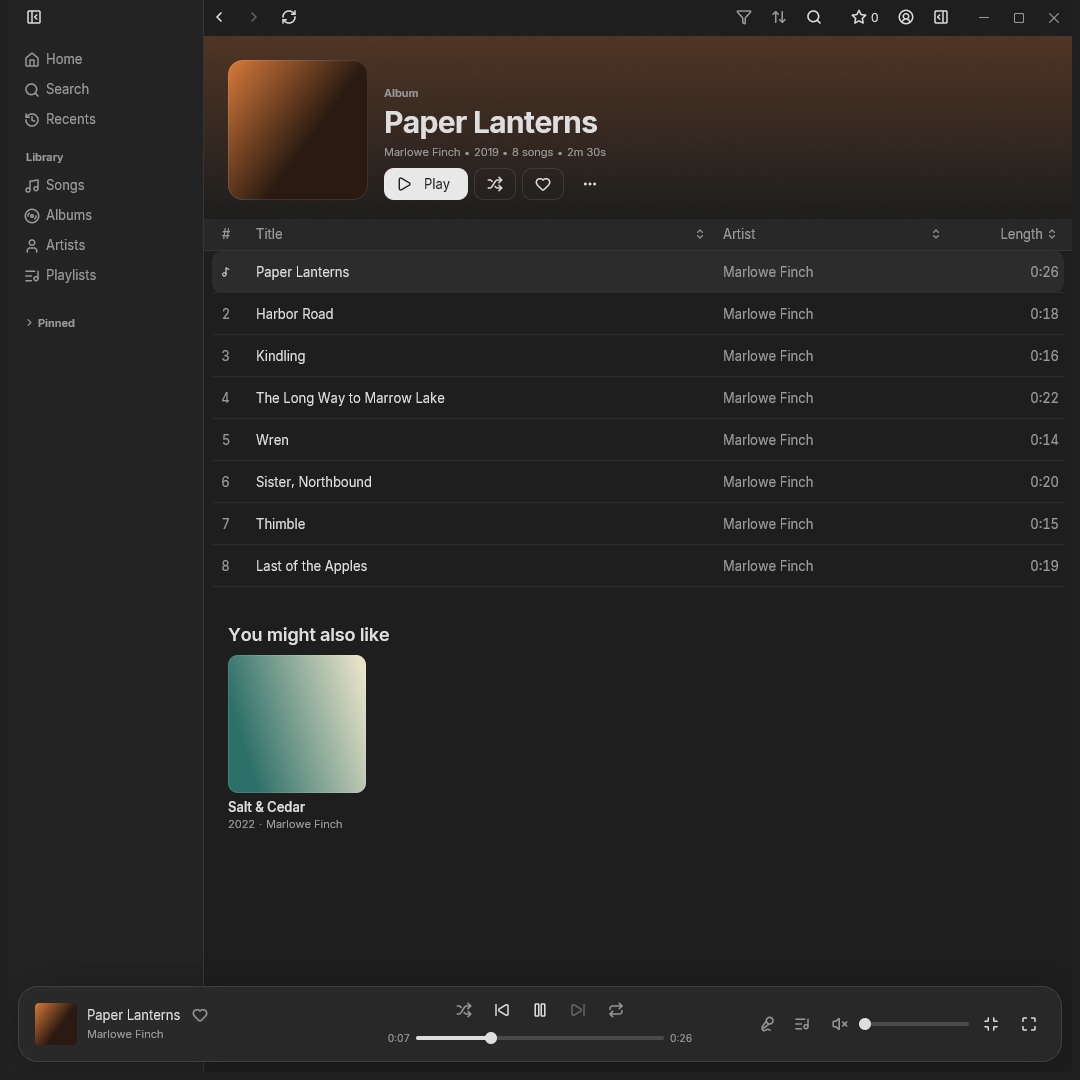 0
Home
Search
Recents
Library
Songs
Albums
Artists
Playlists
Pinned
Album
Paper Lanterns
Marlowe Finch • 2019 • 8 songs • 2m 30s
Play
# Title Artist Length
Paper Lanterns Marlowe Finch 0:26
2 Harbor Road Marlowe Finch 0:18
3 Kindling Marlowe Finch 0:16
4 The Long Way to Marrow Lake Marlowe Finch 0:22
5 Wren Marlowe Finch 0:14
6 Sister, Northbound Marlowe Finch 0:20
7 Thimble Marlowe Finch 0:15
8 Last of the Apples Marlowe Finch 0:19
You might also like
Salt & Cedar
2022 · Marlowe Finch
Paper Lanterns
Marlowe Finch
0:07 0:26